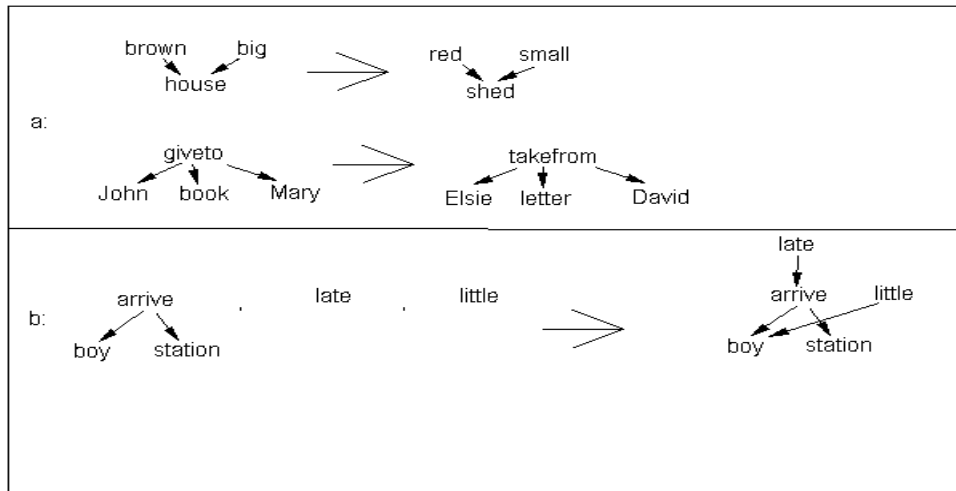 brown big red small
house shed
a:
giveto takefrom
John book Mary Elsie letter David
late
arrive , late , little arrive little
b:
boy station boy station